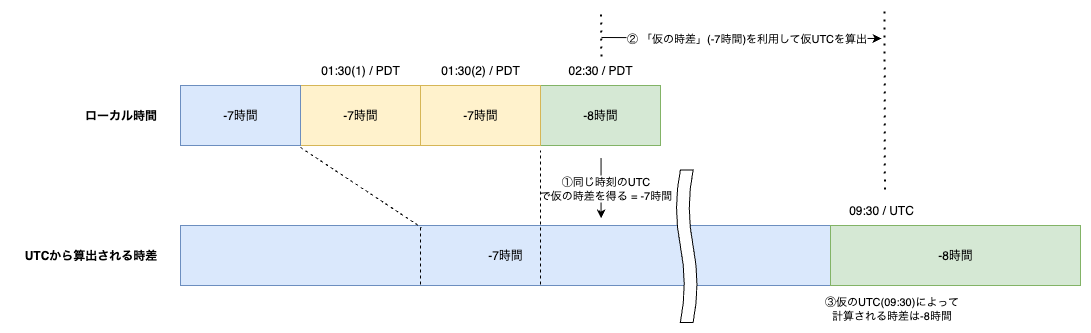 ② 「仮の時差」(-7時間)を利用して仮UTCを算出
01:30(1) / PDT
01:30(2) / PDT
02:30 / PDT
ローカル時間
-7時間
-7時間
-7時間
-8時間
①同じ時刻のUTC
で仮の時差を得る = -7時間
09:30 / UTC
UTCから算出される時差
-7時間
-8時間
③仮のUTC(09:30)によって
計算される時差は-8時間